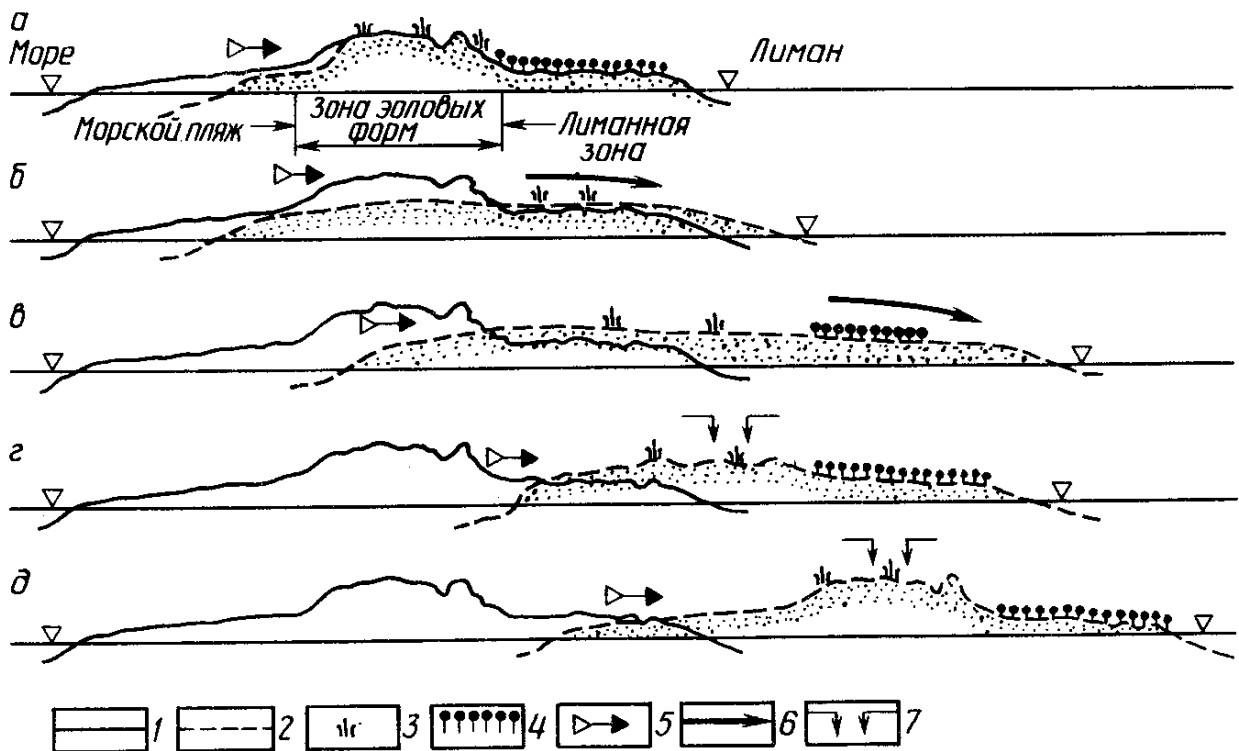 а
Море
Лиман
Морской пляж
Зона эоловых
форм
Лиманная
зона
б
в
г
д
1 2 3 4 5 6 7